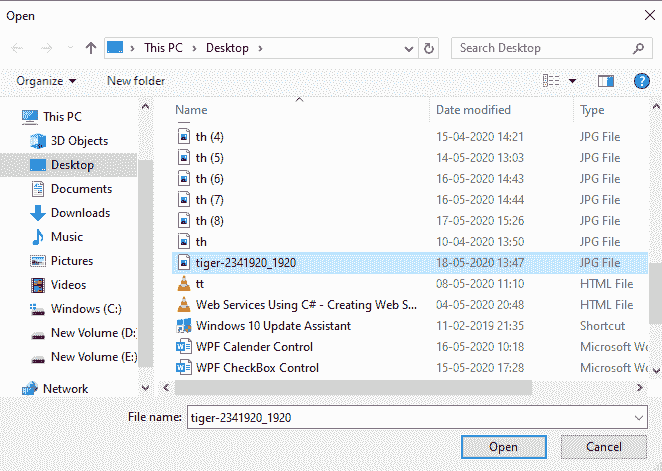 Open
This PC > Desktop >
Search Desktop
Organize
New folder
?
This PC
3D Objects
Desktop
Documents
Downloads
Music
Pictures
Videos
Windows (C:)
New Volume (D:
New Volume (E:)
Network
Name Date modified Type
th (4) 15-04-2020 14:21 JPG File
th (5) 14-05-2020 13:03 JPG File
th (6) 16-05-2020 14:43 JPG File
th (7) 16-05-2020 14:44 JPG File
th (8) 17-05-2020 15:26 JPG File
th 10-04-2020 13:50 JPG File
tiger-2341920_1920 18-05-2020 13:47 JPG File
tt 08-05-2020 11:10 HTML File
Web Services Using C# - Creating Web S... 04-05-2020 20:48 HTML File
Windows 10 Update Assistant 11-02-2019 21:35 Shortcut
WPF Calender Control 16-05-2020 10:18 Microsoft Wo
WPF CheckBox Control 15-05-2020 17:28 Microsoft Wo
File name: tiger-2341920_1920
Open
Cancel